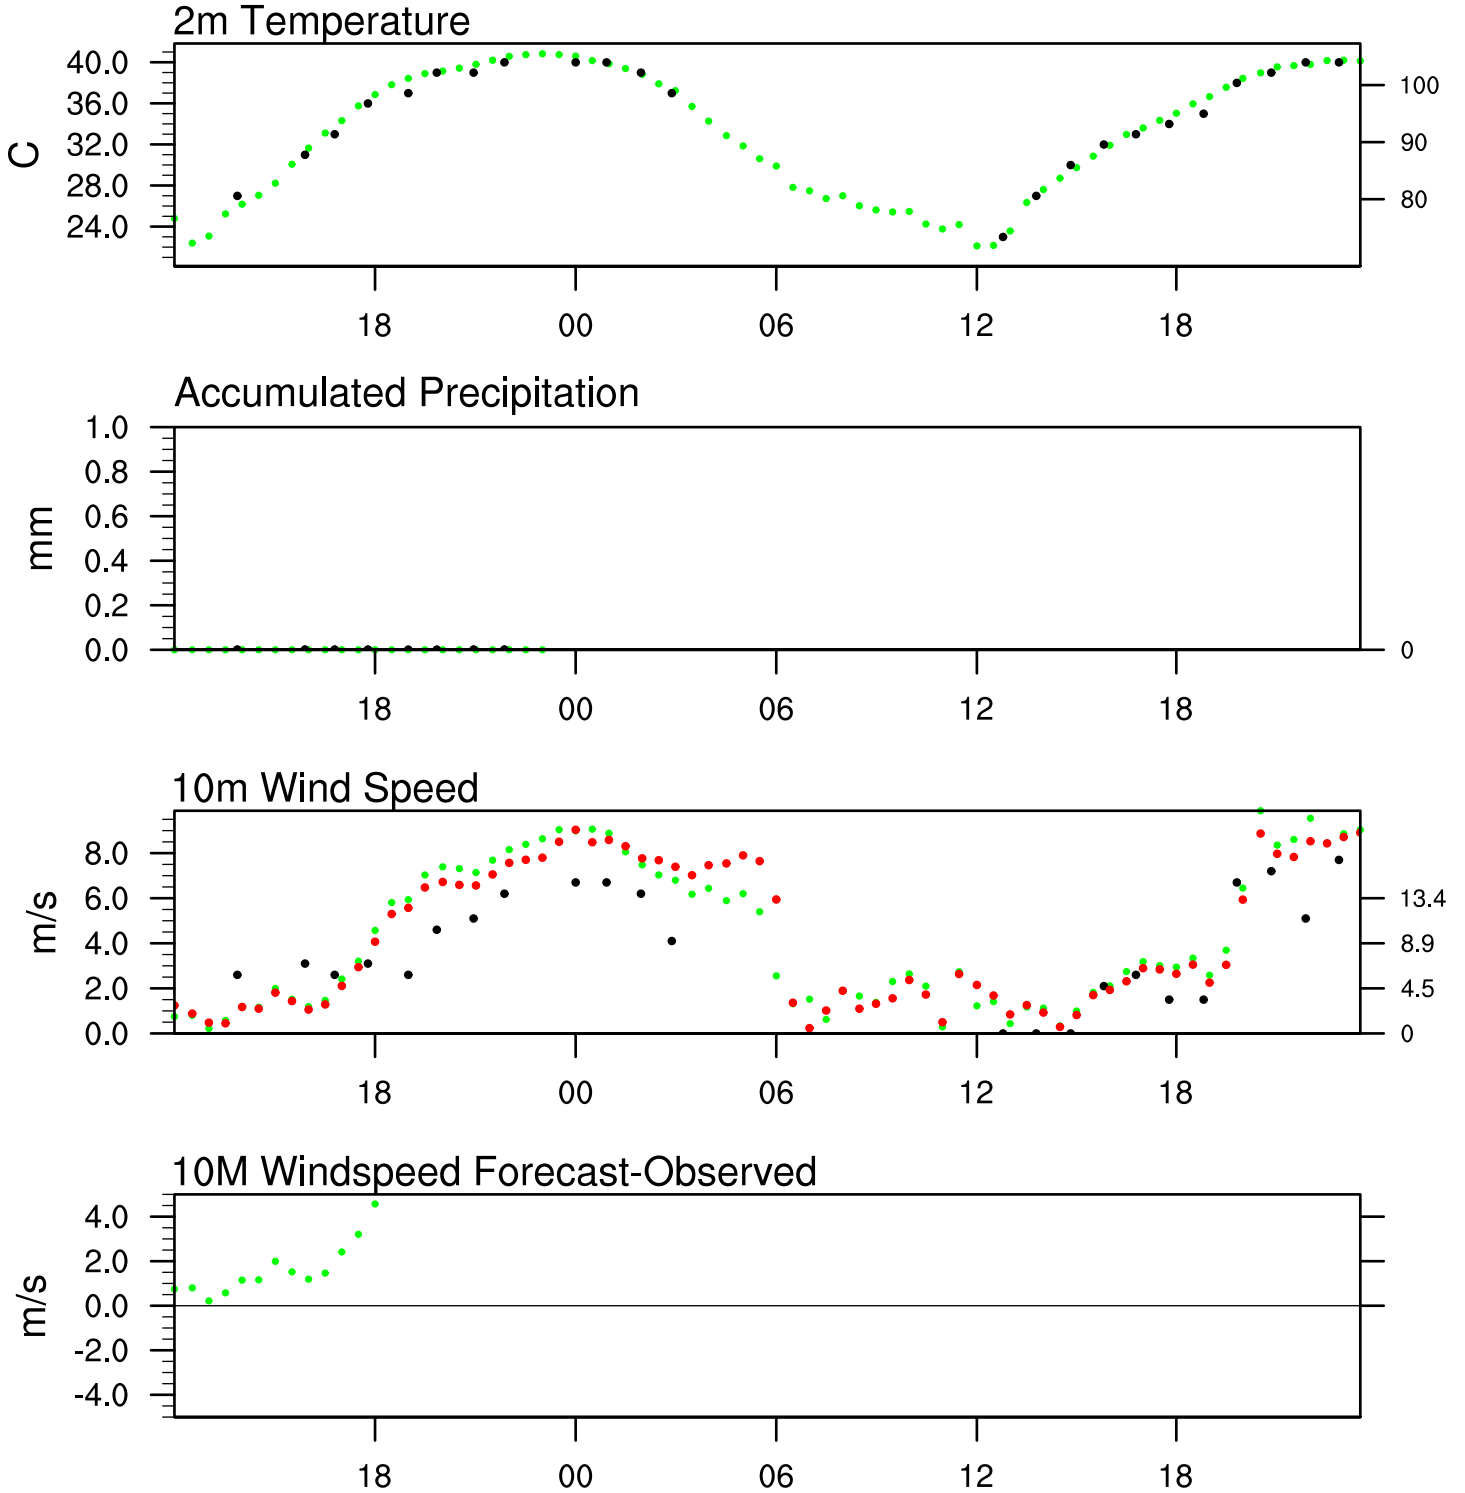 2m Temperature
40.0
36.0
32.0
28.0
24.0
C
100
90
80
18 00 06 12 18
Accumulated Precipitation
1.0
0.8
0.6
0.4
0.2
0.0
mm
0
18 00 06 12 18
10m Wind Speed
8.0
6.0
4.0
2.0
0.0
m/s
13.4
8.9
4.5
0
18 00 06 12 18
10M Windspeed Forecast-Observed
4.0
2.0
0.0
-2.0
-4.0
m/s
18 00 06 12 18